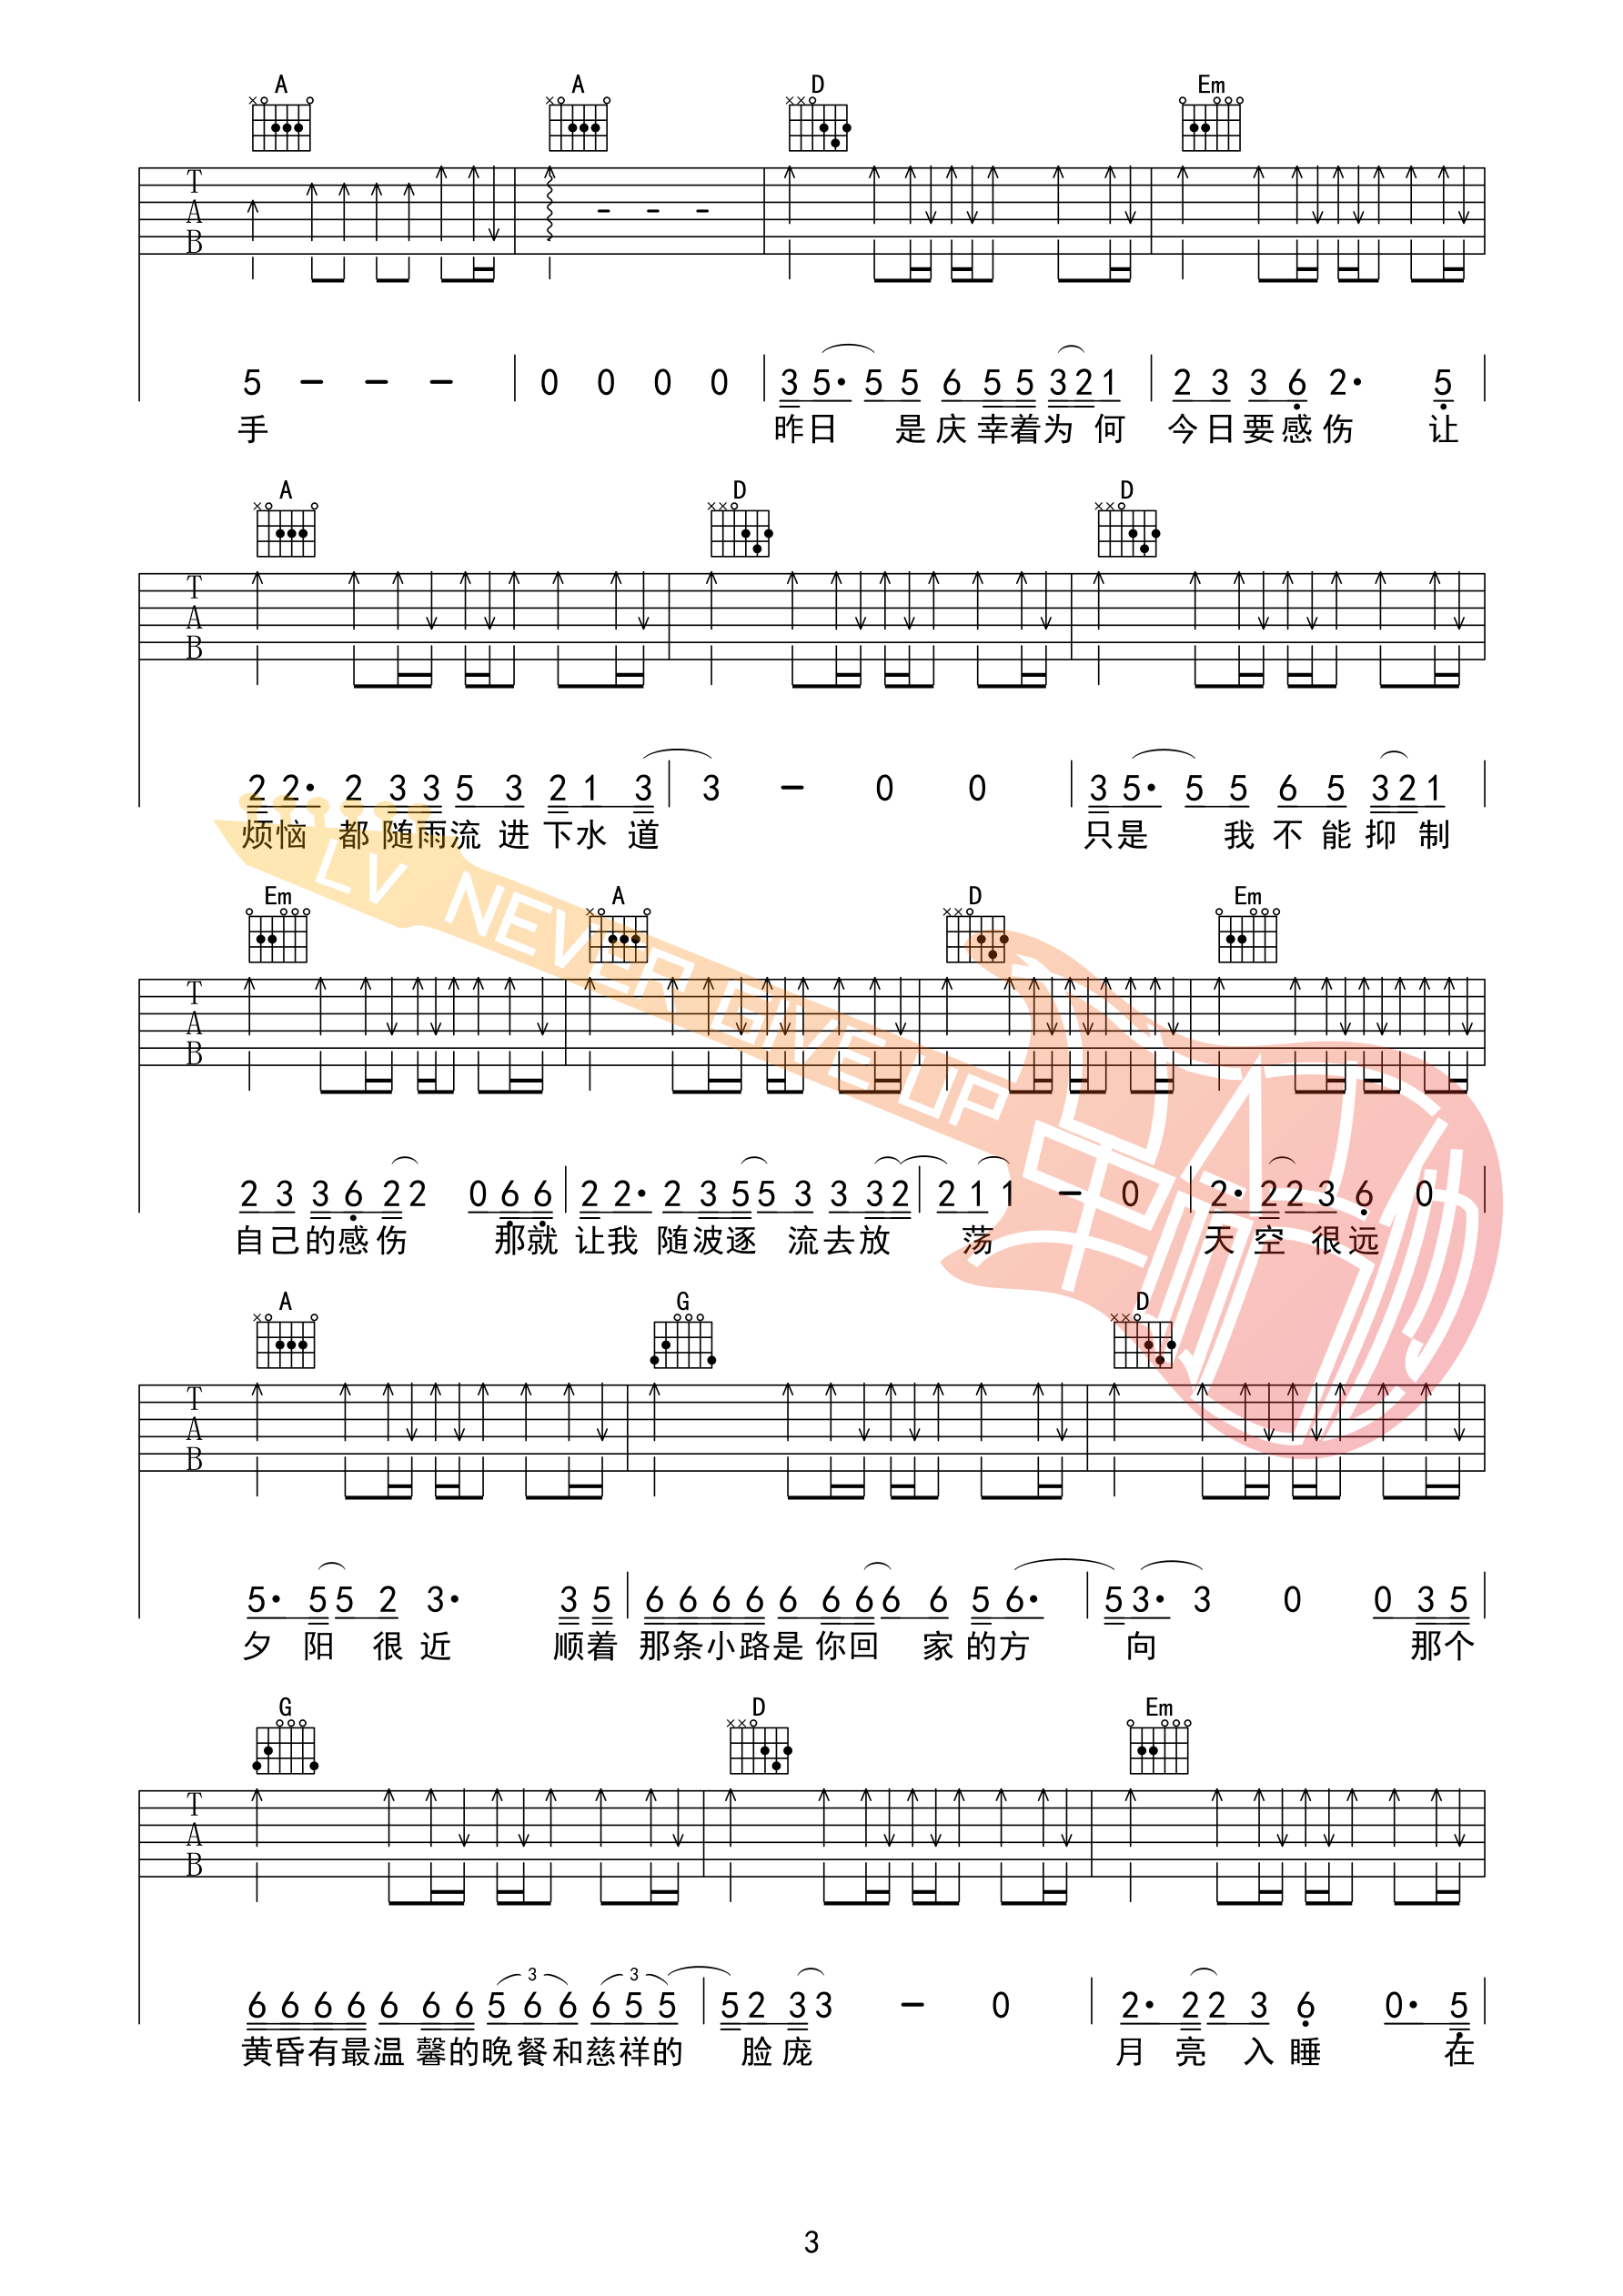 A A D Em
T
A
B
5 – – – 0 0 0 0 3 5· 5 5 6 5 5 3 2 1 2 3 3 6 2· 5
手 昨日 是 庆 幸着为 何 今日要感伤 让
A D D
T
A
B
2 2· 2 3 3 5 3 2 1 3 3 – 0 0 3 5· 5 5 6 5 3 2 1
烦恼 都 随雨流 进 下水 道 只是 我 不 能 抑 制
LV NEVER GIVE UP
Em A D Em
T
A
B
2 3 3 6 2 2 0 6 6 2 2· 2 3 5 5 3 3 3 2 2 1 1 – 0 2· 2 2 3 6 0
自己的感伤 那就 让我 随波逐 流去放 荡 天 空 很远
A G D
T
A
B
5· 5 5 2 3· 3 5 6 6 6 6 6 6 6 6 6 5 6· 5 3· 3 0 0 3 5
夕 阳 很 近 顺着 那条小路是 你回 家 的方 向 那个
G D Em
T
A
B
3 3
6 6 6 6 6 6 6 5 6 6 6 5 5 5 2 3 3 – 0 2· 2 2 3 6 0· 5
黄昏有最温 馨的晚餐和慈祥的 脸庞 月 亮 入睡 在
3